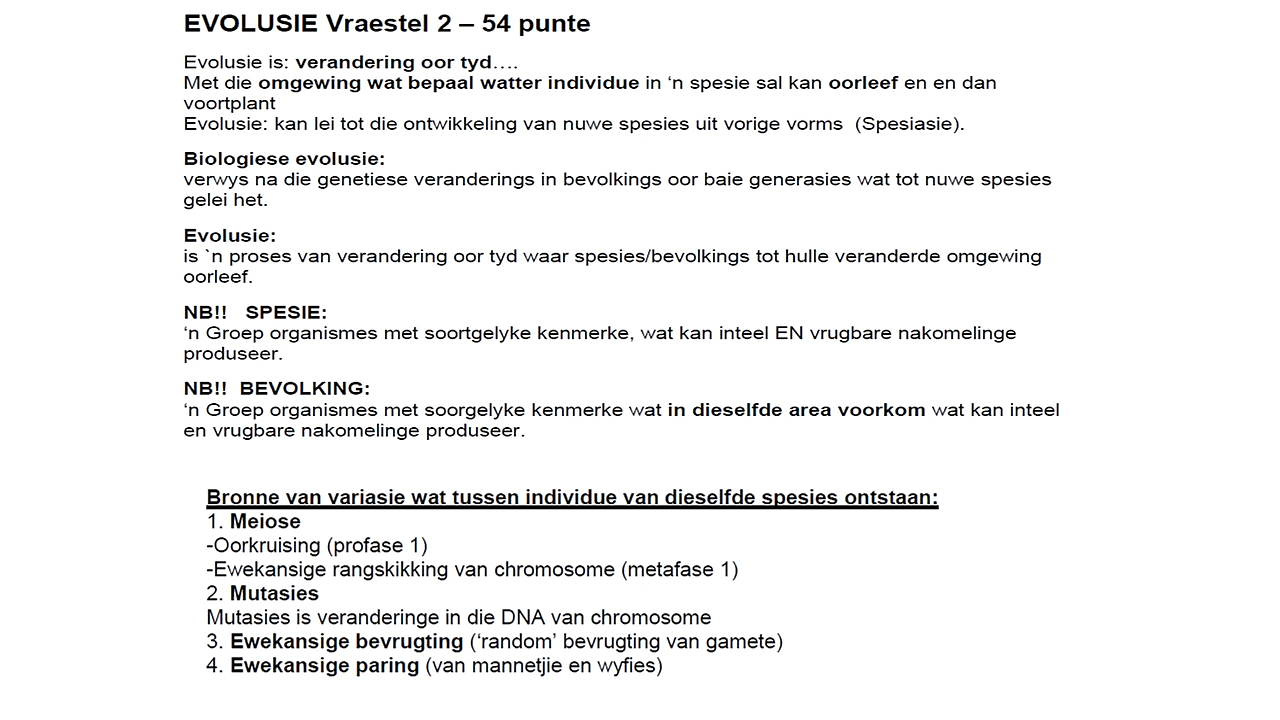 EVOLUSIE Vraestel 2 – 54 punte
Evolusie is: verandering oor tyd….
Met die omgewing wat bepaal watter individue in ‘n spesie sal kan oorleef en en dan
voortplant
Evolusie: kan lei tot die ontwikkeling van nuwe spesies uit vorige vorms  (Spesiasie).
Biologiese evolusie:
verwys na die genetiese veranderings in bevolkings oor baie generasies wat tot nuwe spesies
gelei het.
Evolusie:
is `n proses van verandering oor tyd waar spesies/bevolkings tot hulle veranderde omgewing
oorleef.
NB!!   SPESIE:
‘n Groep organismes met soortgelyke kenmerke, wat kan inteel EN vrugbare nakomelinge
produseer.
NB!!  BEVOLKING:
‘n Groep organismes met soorgelyke kenmerke wat in dieselfde area voorkom wat kan inteel
en vrugbare nakomelinge produseer.
Bronne van variasie wat tussen individue van dieselfde spesies ontstaan:
1. Meiose
-Oorkruising (profase 1)
-Ewekansige rangskikking van chromosome (metafase 1)
2. Mutasies
Mutasies is veranderinge in die DNA van chromosome
3. Ewekansige bevrugting (‘random’ bevrugting van gamete)
4. Ewekansige paring (van mannetjie en wyfies)